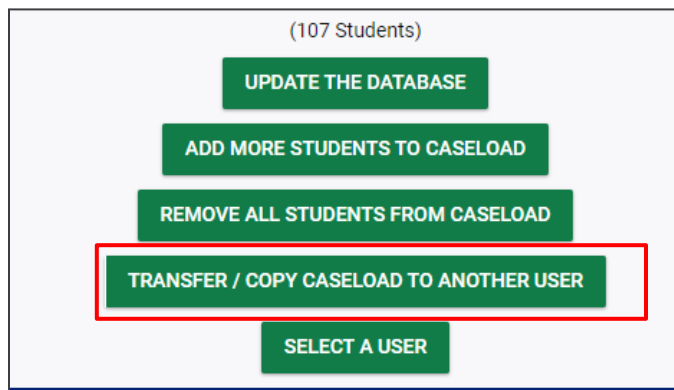 (107 Students)
UPDATE THE DATABASE
ADD MORE STUDENTS TO CASELOAD
REMOVE ALL STUDENTS FROM CASELOAD
TRANSFER / COPY CASELOAD TO ANOTHER USER
SELECT A USER